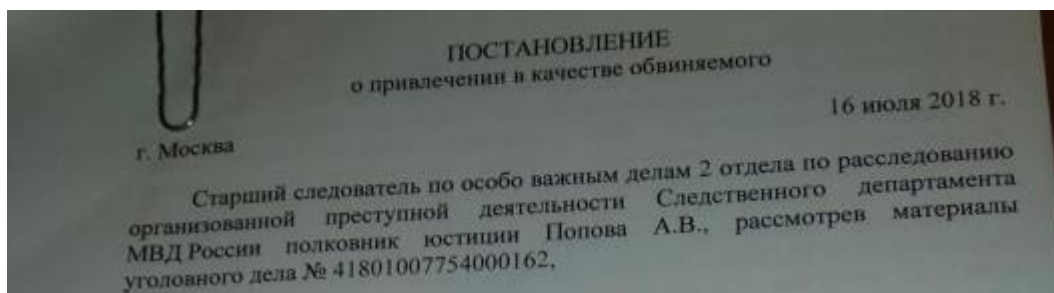 ПОСТАНОВЛЕНИЕ
о привлечении в качестве обвиняемого
16 июля 2018 г.
г. Москва
Старший следователь по особо важным делам 2 отдела по расследованию
организованной преступной деятельности Следственного департамента
МВД России полковник юстиции Попова А.В., рассмотрев материалы
уголовного дела № 41801007754000162,